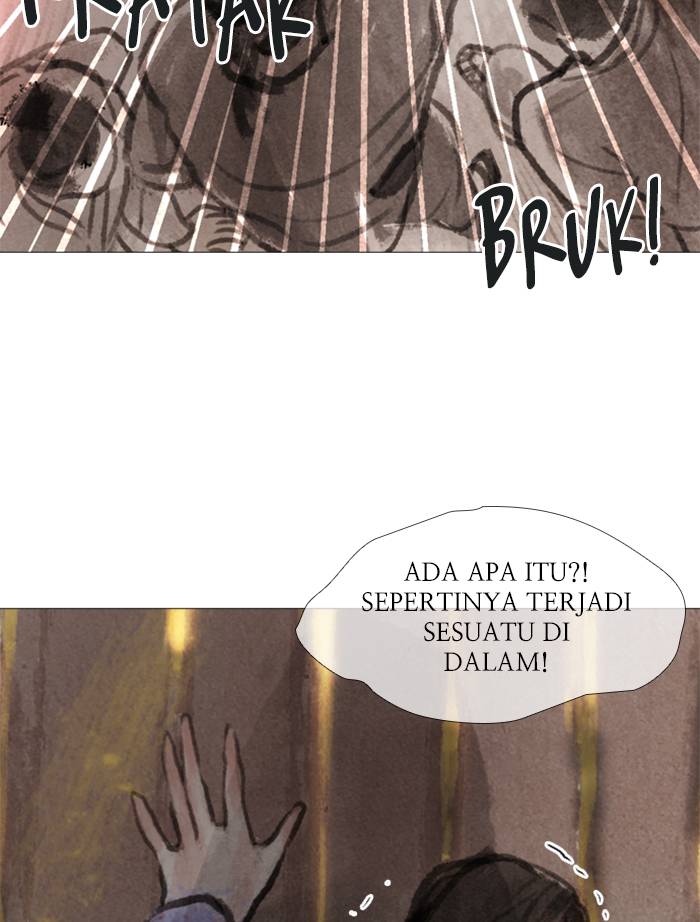 BRUK!
ADA APA ITU?!
SEPERTINYA TERJADI
SESUATU DI
DALAM!